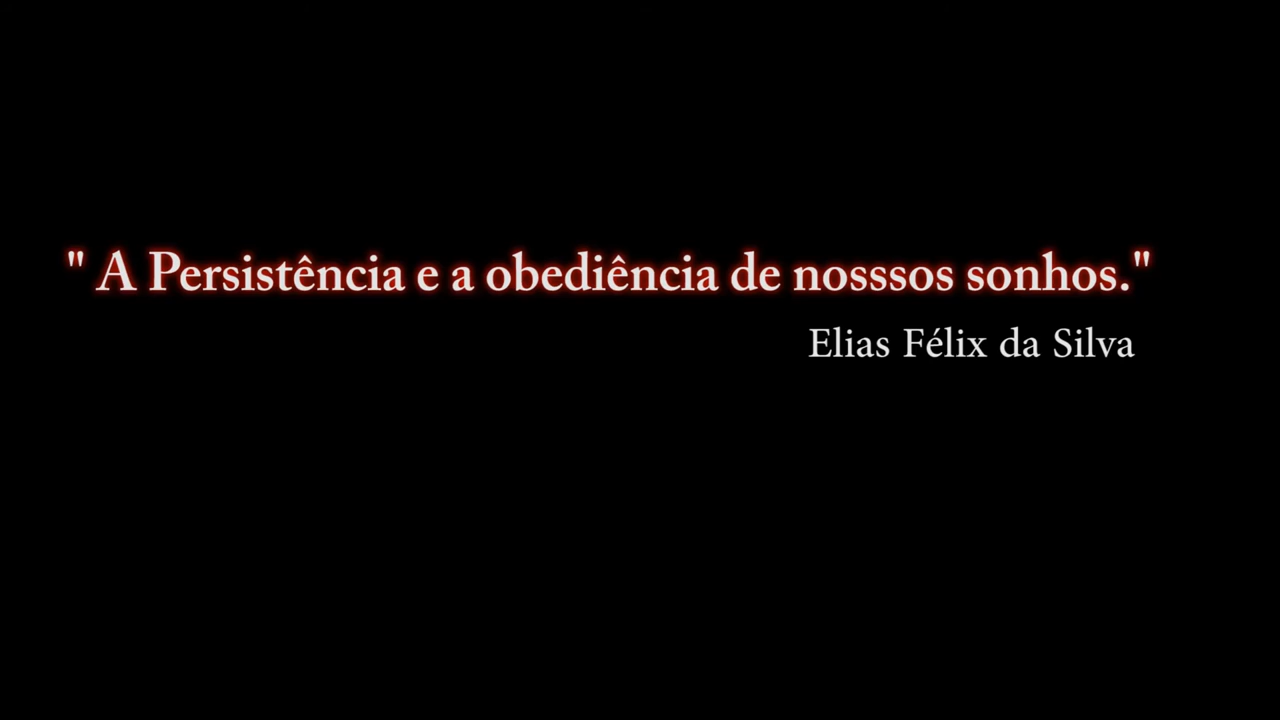 " A Persistência e a obediência de nosssos sonhos."
Elias Félix da Silva